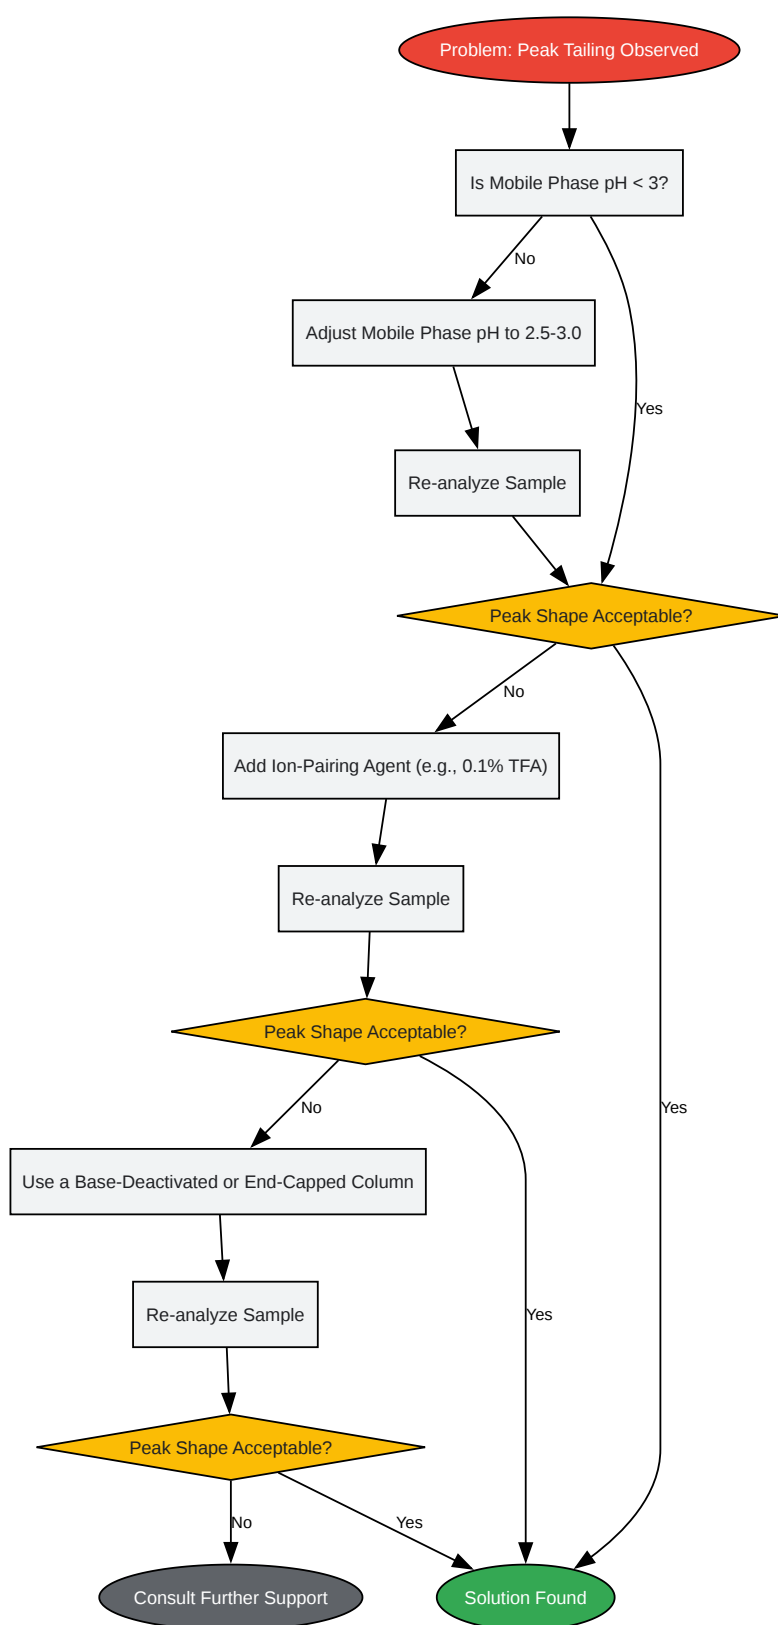 Problem: Peak Tailing Observed
Is Mobile Phase pH < 3?
No
Adjust Mobile Phase pH to 2.5-3.0
Yes
Re-analyze Sample
Peak Shape Acceptable?
No
Add Ion-Pairing Agent (e.g., 0.1% TFA)
Re-analyze Sample
Peak Shape Acceptable?
No
Yes
Use a Base-Deactivated or End-Capped Column
Re-analyze Sample
Yes
Peak Shape Acceptable?
No
Yes
Consult Further Support
Solution Found